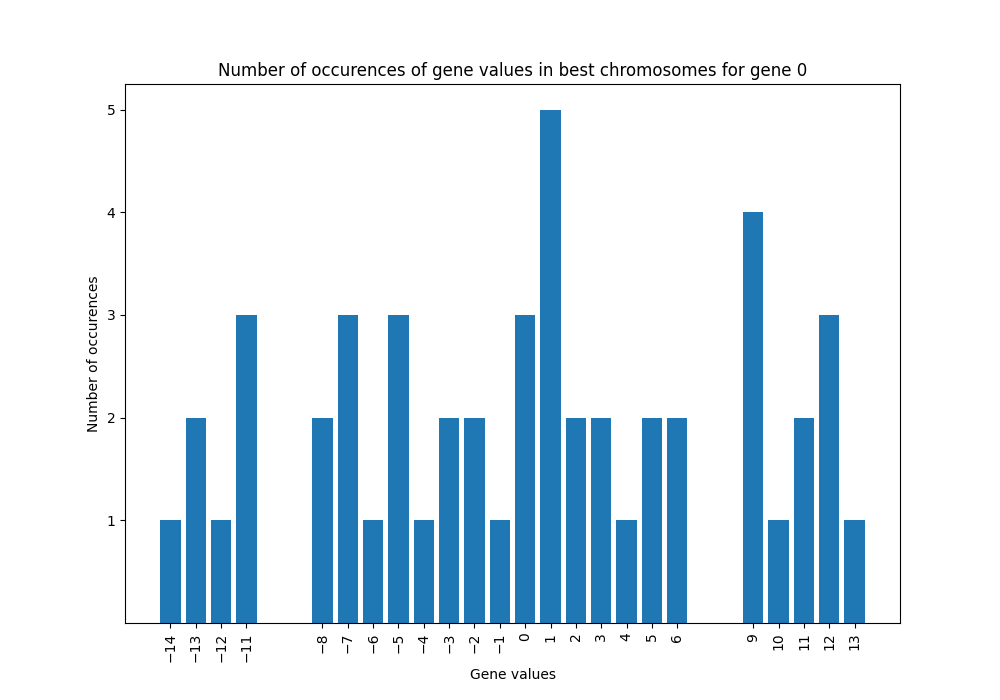 Number of occurences of gene values in best chromosomes for gene 0
5
4
3
2
1
Number of occurences
−14 −13 −12 −11 −8 −7 −6 −5 −4 −3 −2 −1 0 1 2 3 4 5 6 9 10 11 12 13
Gene values